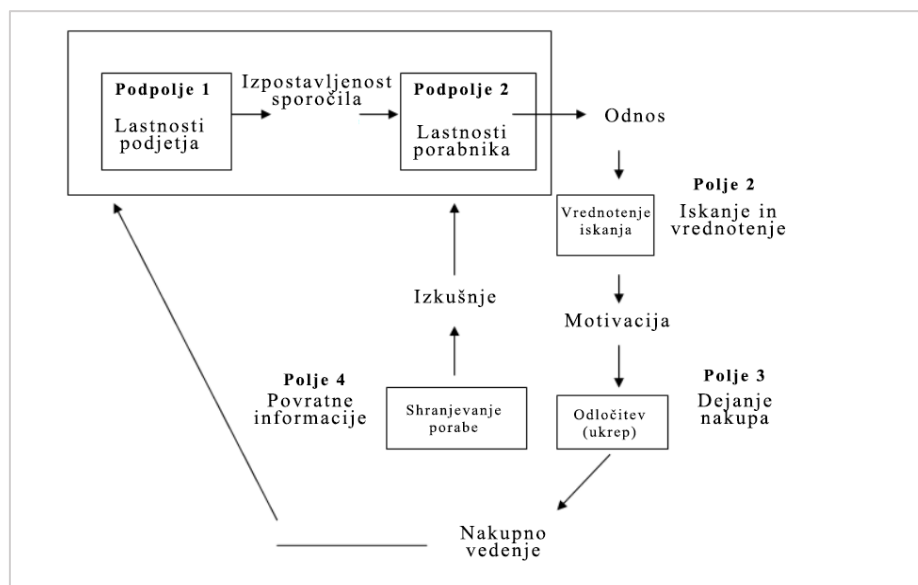 Podpolje 1
Lastnosti
podjetja
Izpostavljenost
sporočila
Podpolje 2
Lastnosti
porabnika
Odnos
Polje 2
Iskanje in
vrednotenje
Vrednotenje
iskanja
Izkušnje
Motivacija
Polje 4
Povratne
informacije
Shranjevanje
porabe
Polje 3
Dejanje
nakupa
Odločitev
(ukrep)
Nakupno
vedenje